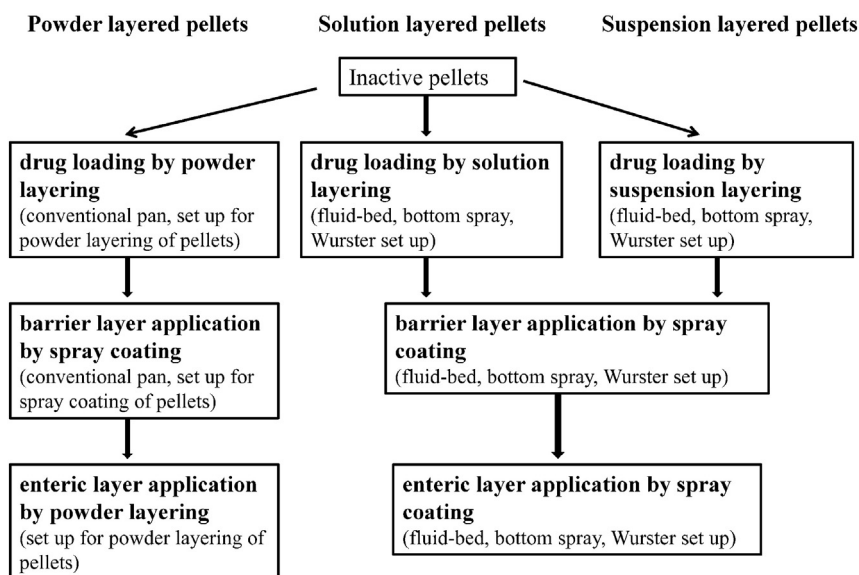 Powder layered pellets
Solution layered pellets
Suspension layered pellets
Inactive pellets
drug loading by powder
layering
(conventional pan, set up for
powder layering of pellets)
drug loading by solution
layering
(fluid-bed, bottom spray,
Wurster set up)
drug loading by
suspension layering
(fluid-bed, bottom spray,
Wurster set up)
barrier layer application
by spray coating
(conventional pan, set up for
spray coating of pellets)
barrier layer application by spray
coating
(fluid-bed, bottom spray, Wurster set up)
enteric layer application
by powder layering
(set up for powder layering of
pellets)
enteric layer application by spray
coating
(fluid-bed, bottom spray, Wurster set up)